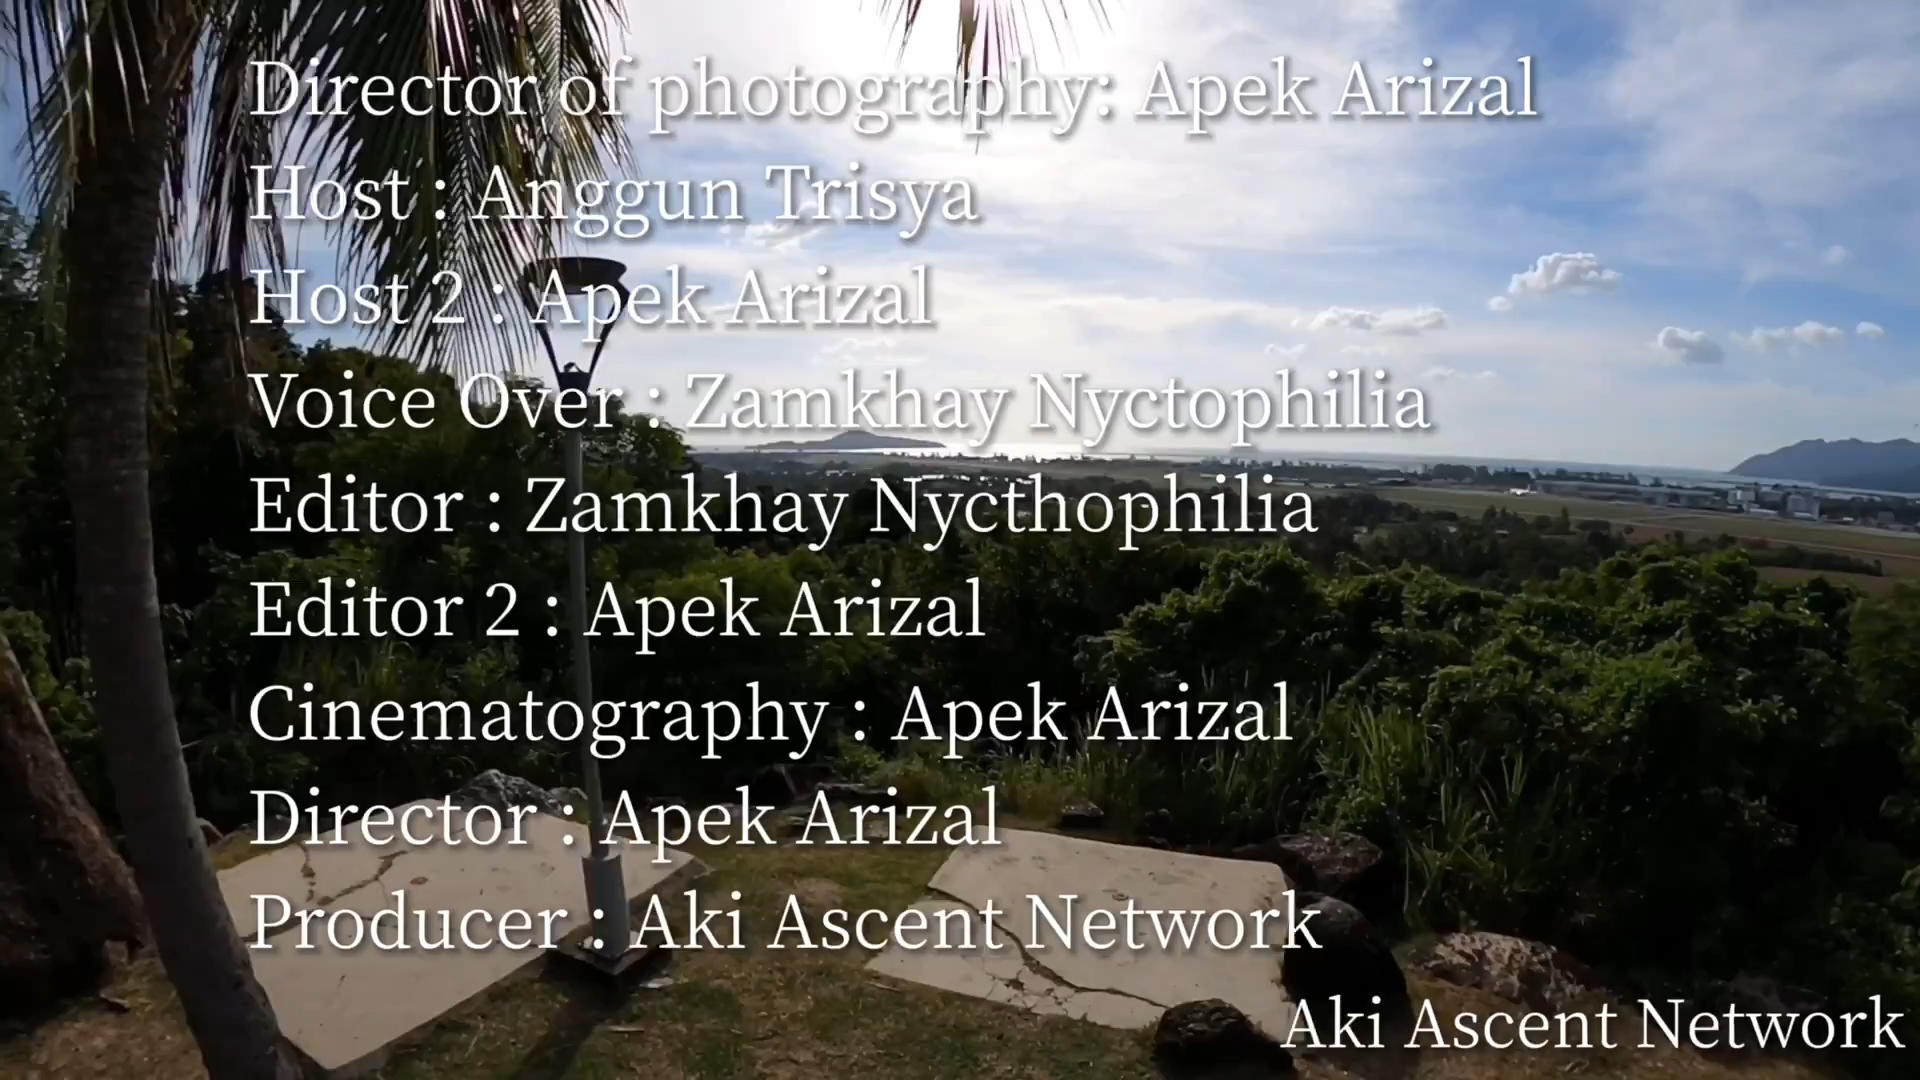 Director of photography: Apek Arizal
Host : Anggun Trisya
Host 2 : Apek Arizal
Voice Over : Zamkhay Nyctophilia
Editor : Zamkhay Nycthophilia
Editor 2 : Apek Arizal
Cinematography : Apek Arizal
Director : Apek Arizal
Producer : Aki Ascent Network
Aki Ascent Network